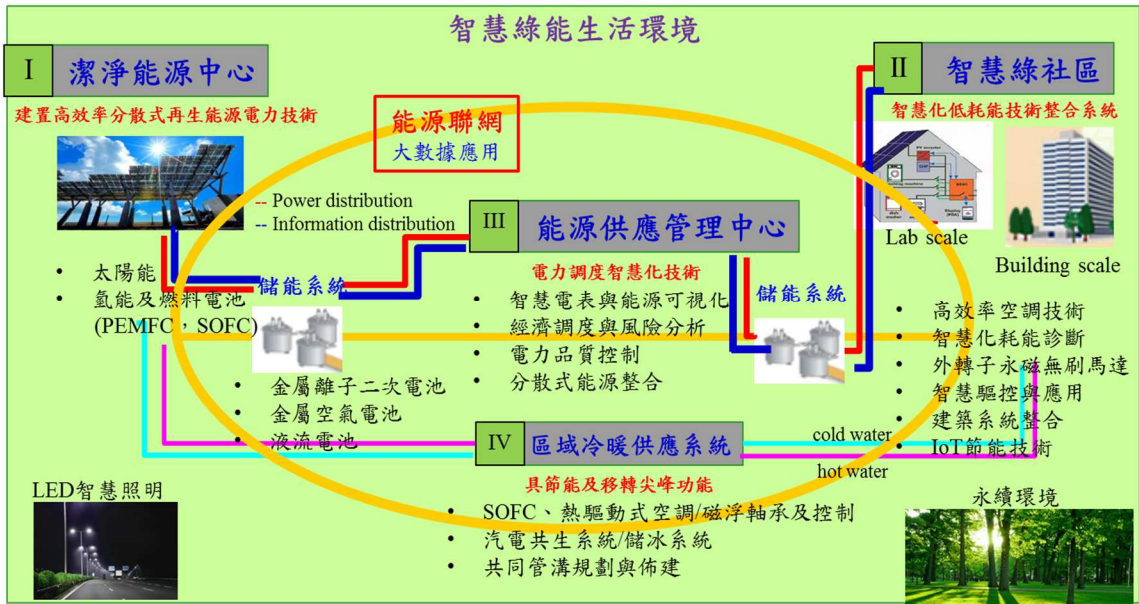 智慧綠能生活環境
I 潔淨能源中心
建置高效率分散式再生能源電力技術
II 智慧綠社區
智慧化低耗能技術整合系統
能源聯網
大數據應用
-- Power distribution
-- Information distribution
Lab scale
Building scale
III 能源供應管理中心
電力調度智慧化技術
• 智慧電表與能源可視化
• 經濟調度與風險分析
• 電力品質控制
• 分散式能源整合
• 太陽能
• 氫能及燃料電池
(PEMFC,SOFC)
儲能系統
• 金屬離子二次電池
• 金屬空氣電池
• 液流電池
儲能系統
• 高效率空調技術
• 智慧化耗能診斷
• 外轉子永磁無刷馬達
• 智慧驅控與應用
• 建築系統整合
• IoT節能技術
IV 區域冷暖供應系統
cold water
hot water
具節能及移轉尖峰功能
• SOFC、熱驅動式空調/磁浮軸承及控制
• 汽電共生系統/儲冰系統
• 共同管溝規劃與佈建
LED智慧照明
永續環境